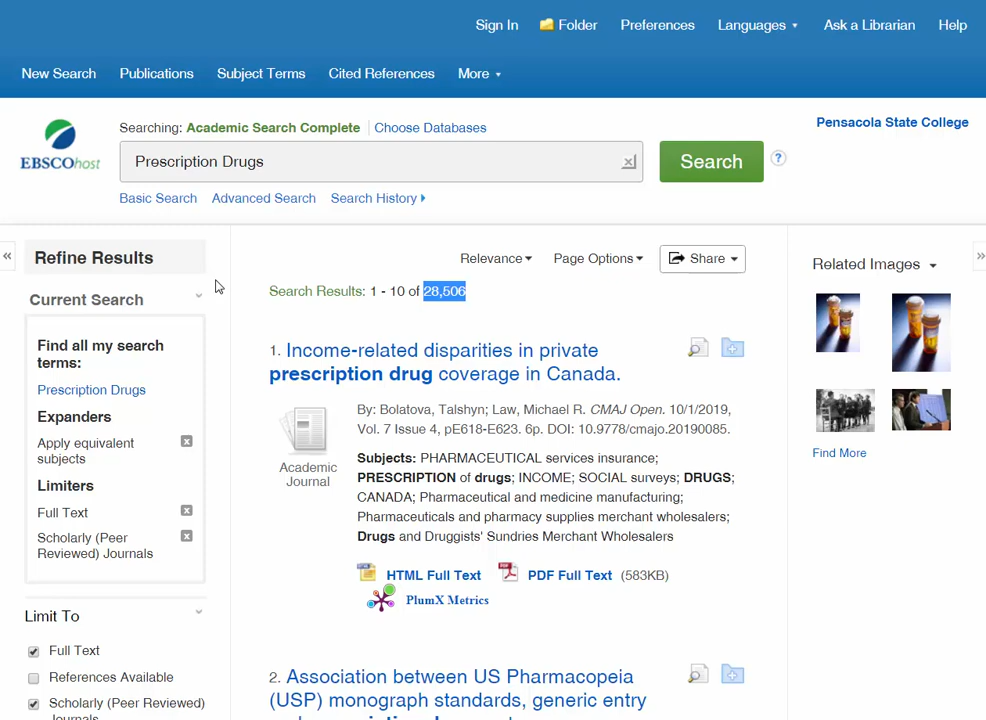 Sign In Folder Preferences Languages Ask a Librarian Help
New Search Publications Subject Terms Cited References More
Searching: Academic Search Complete Choose Databases
Pensacola State College
EBSCOhost
Prescription Drugs
Search
?
Basic Search Advanced Search Search History
«
Refine Results
Current Search
Find all my search
terms:
Prescription Drugs
Expanders
Apply equivalent
subjects
Limiters
Full Text
Scholarly (Peer
Reviewed) Journals
Limit To
Full Text
References Available
Scholarly (Peer Reviewed)
Journals
Relevance Page Options Share
Search Results: 1 - 10 of 28,506
1. Income-related disparities in private
prescription drug coverage in Canada.
Academic
Journal
By: Bolatova, Talshyn; Law, Michael R. CMAJ Open. 10/1/2019,
Vol. 7 Issue 4, pE618-E623. 6p. DOI: 10.9778/cmajo.20190085.
Subjects: PHARMACEUTICAL services insurance;
PRESCRIPTION of drugs; INCOME; SOCIAL surveys; DRUGS;
CANADA; Pharmaceutical and medicine manufacturing;
Pharmaceuticals and pharmacy supplies merchant wholesalers;
Drugs and Druggists' Sundries Merchant Wholesalers
HTML Full Text PDF Full Text (583KB)
PlumX Metrics
2. Association between US Pharmacopeia
(USP) monograph standards, generic entry
Related Images
»
Find More